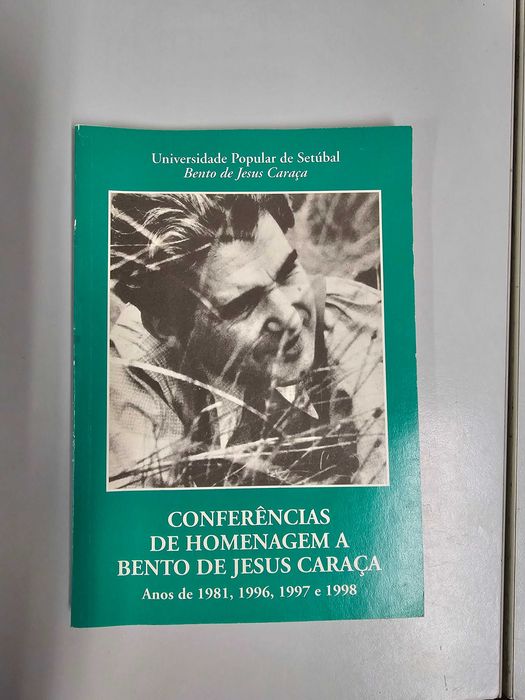 Universidade Popular de Setúbal
Bento de Jesus Caraça
CONFERÊNCIAS
DE HOMENAGEM A
BENTO DE JESUS CARAÇA
Anos de 1981, 1996, 1997 e 1998